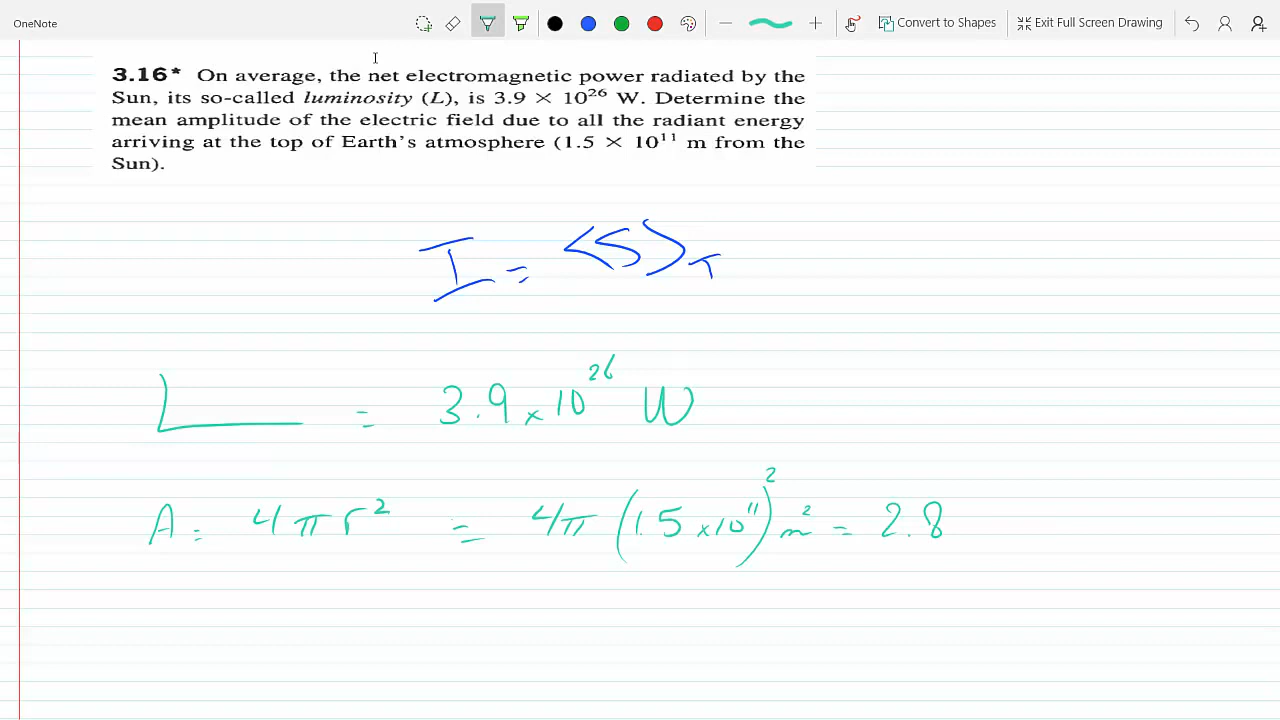 OneNote
Convert to Shapes
Exit Full Screen Drawing
3.16* On average, the net electromagnetic power radiated by the
Sun, its so-called luminosity (L), is 3.9 × 10²⁶ W. Determine the
mean amplitude of the electric field due to all the radiant energy
arriving at the top of Earth's atmosphere (1.5 × 10¹¹ m from the
Sun).
I = <S>_T
L = 3.9 × 10²⁶ W
A = 4πr² = 4π (1.5 × 10¹¹)² m² = 2.8